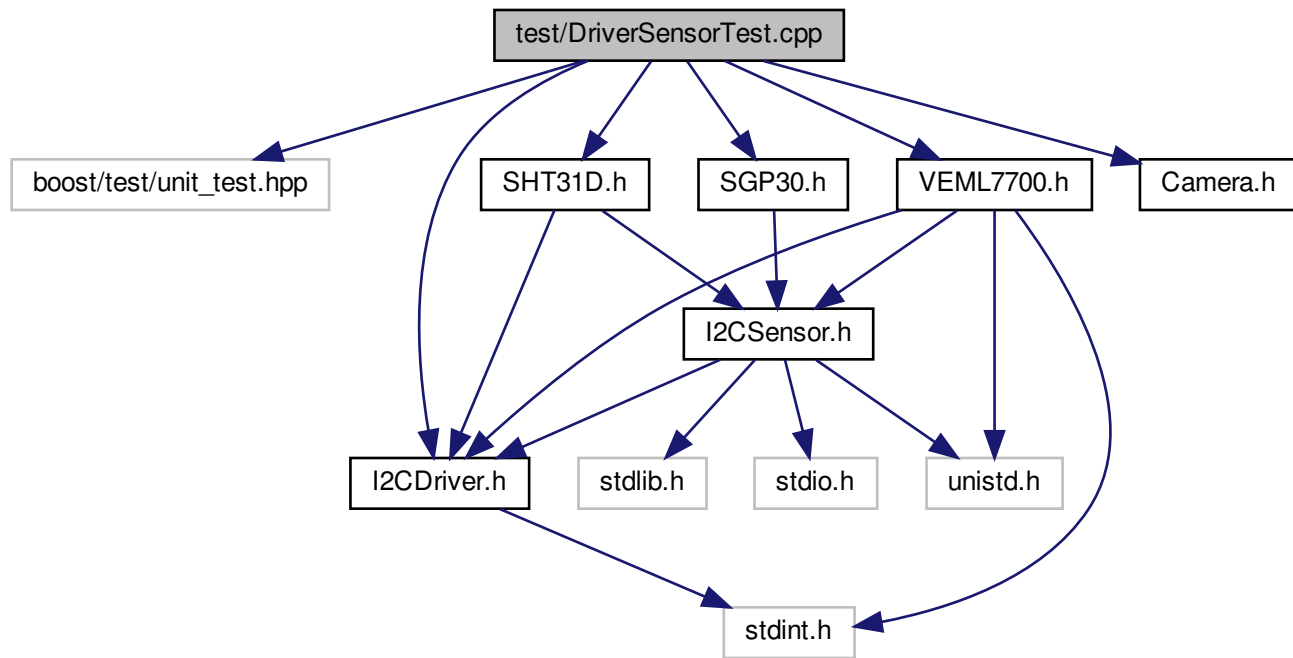 test/DriverSensorTest.cpp
boost/test/unit_test.hpp
SHT31D.h
SGP30.h
VEML7700.h
Camera.h
I2CSensor.h
I2CDriver.h
stdlib.h
stdio.h
unistd.h
stdint.h